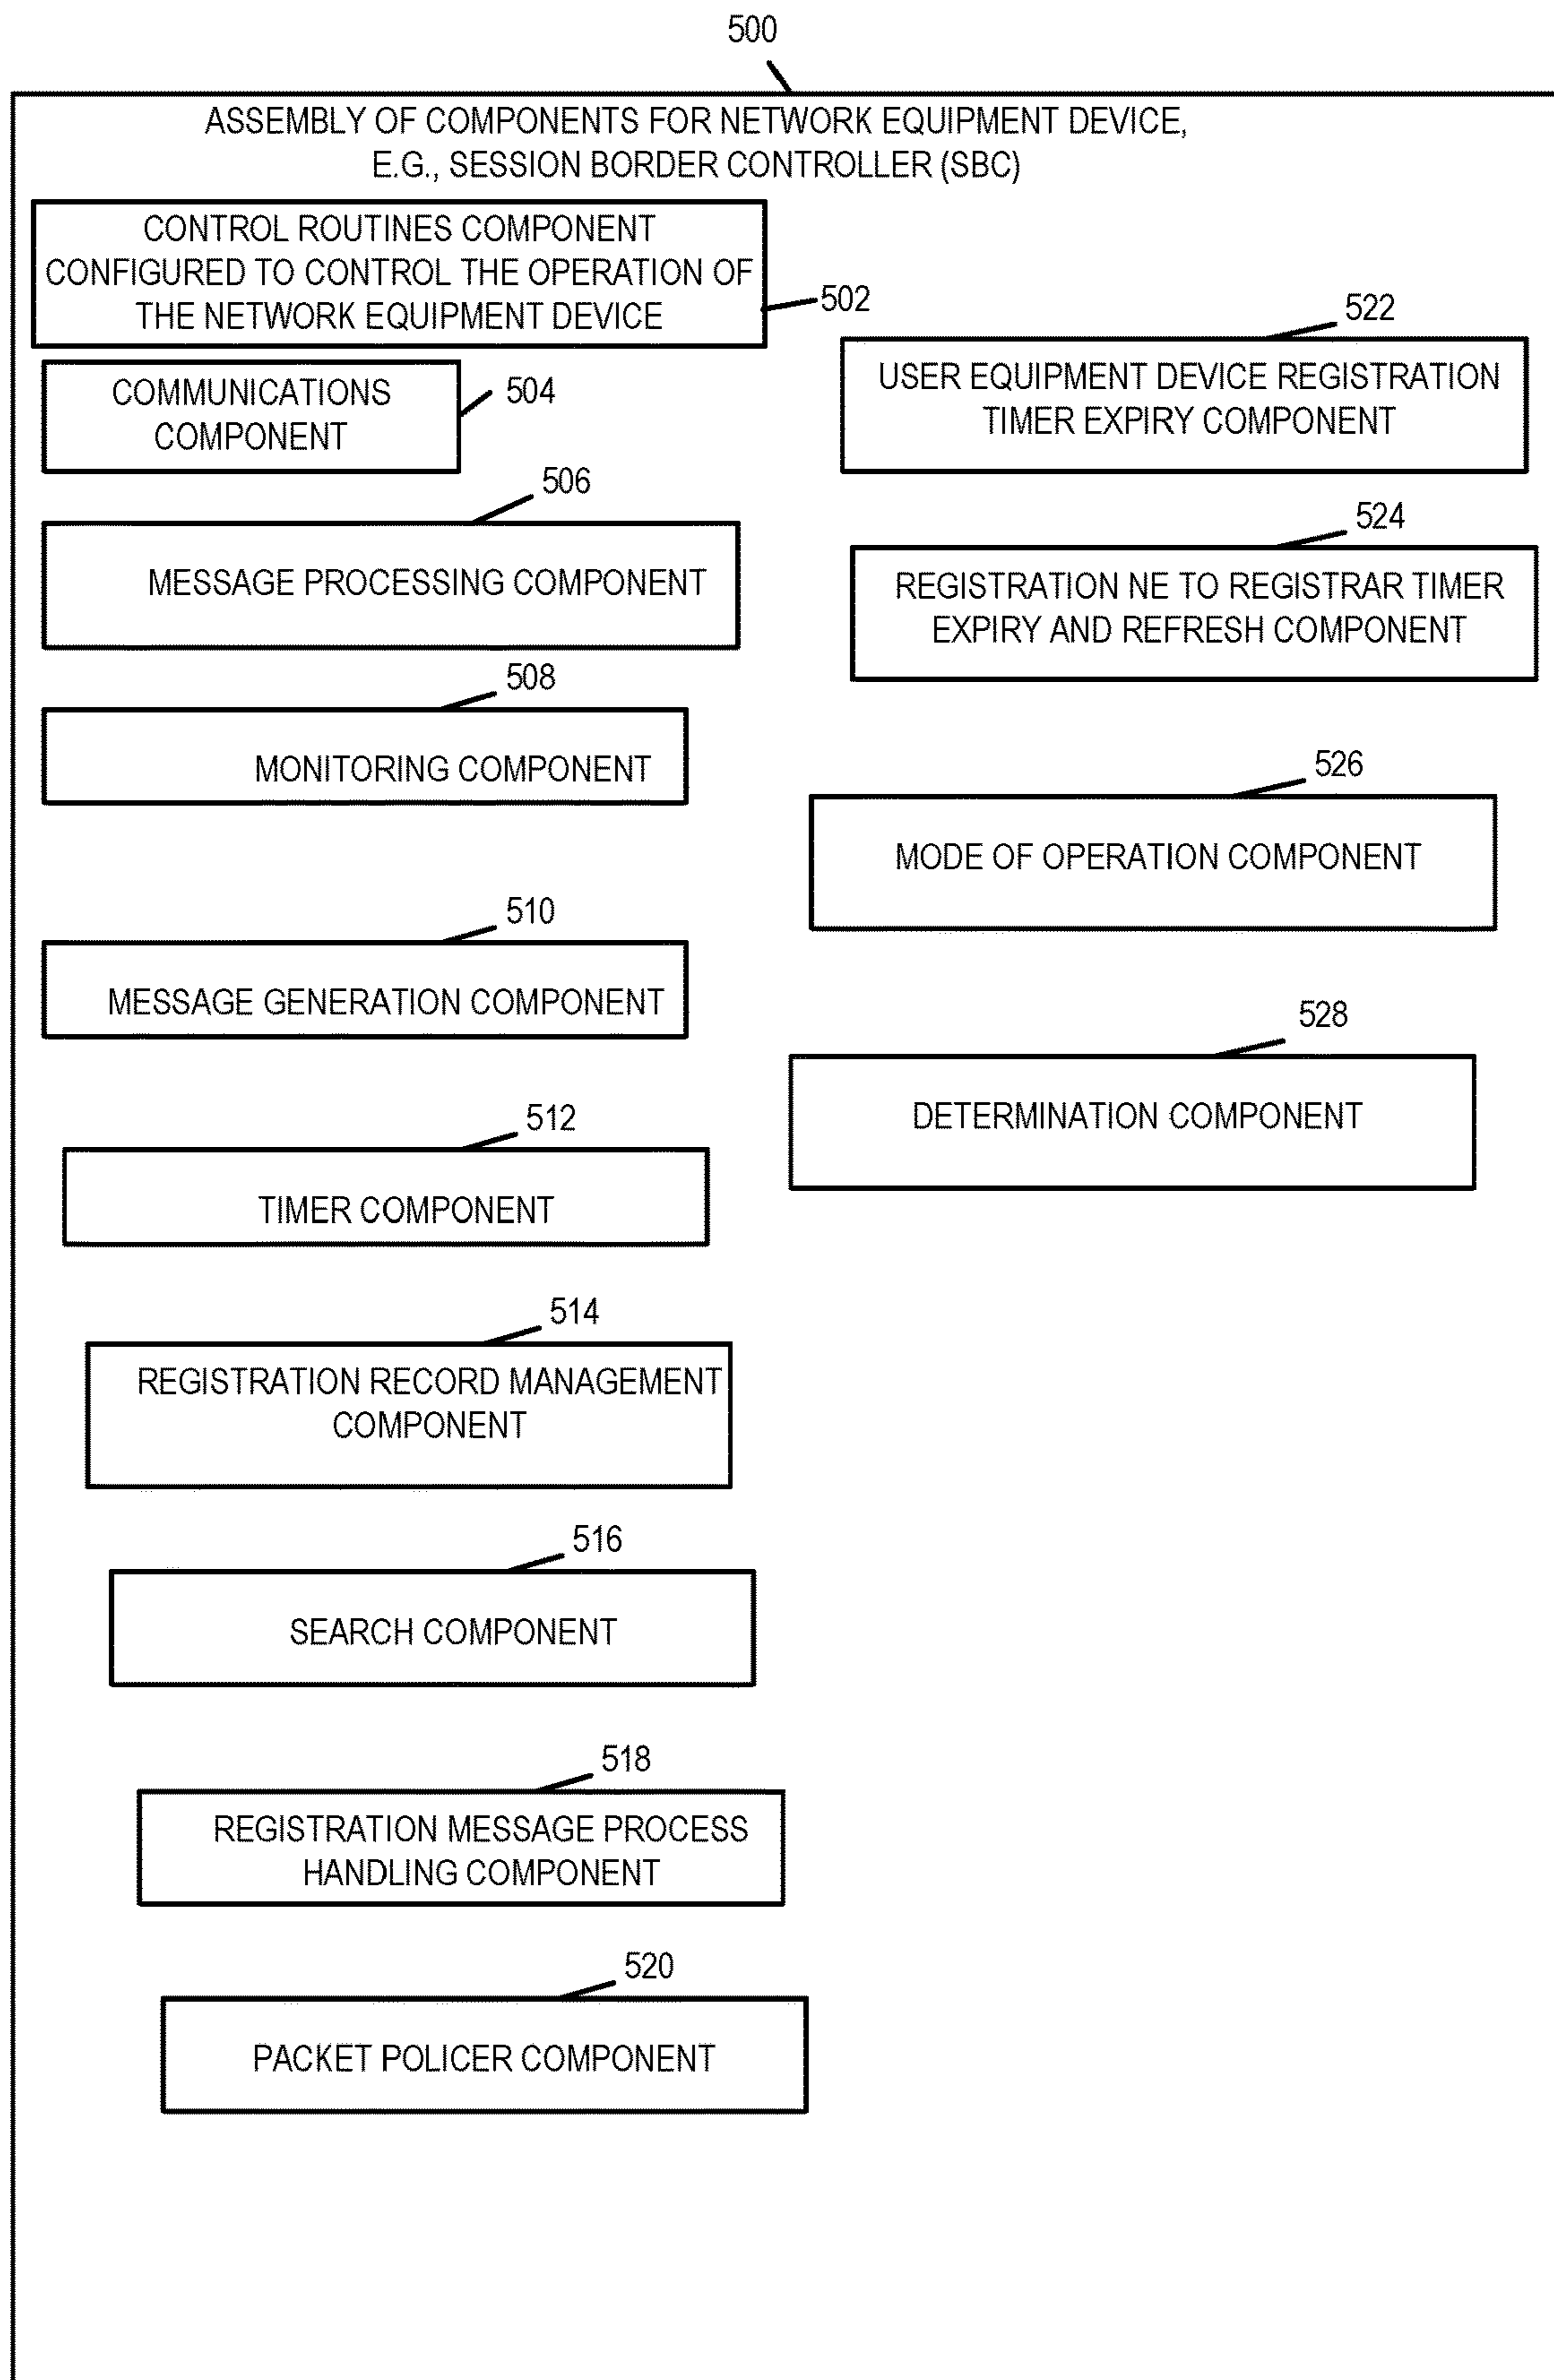 500
ASSEMBLY OF COMPONENTS FOR NETWORK EQUIPMENT DEVICE,
E.G., SESSION BORDER CONTROLLER (SBC)
CONTROL ROUTINES COMPONENT
CONFIGURED TO CONTROL THE OPERATION OF
THE NETWORK EQUIPMENT DEVICE
502
COMMUNICATIONS
COMPONENT
504
506
MESSAGE PROCESSING COMPONENT
508
MONITORING COMPONENT
510
MESSAGE GENERATION COMPONENT
512
TIMER COMPONENT
514
REGISTRATION RECORD MANAGEMENT
COMPONENT
516
SEARCH COMPONENT
518
REGISTRATION MESSAGE PROCESS
HANDLING COMPONENT
520
PACKET POLICER COMPONENT
522
USER EQUIPMENT DEVICE REGISTRATION
TIMER EXPIRY COMPONENT
524
REGISTRATION NE TO REGISTRAR TIMER
EXPIRY AND REFRESH COMPONENT
526
MODE OF OPERATION COMPONENT
528
DETERMINATION COMPONENT